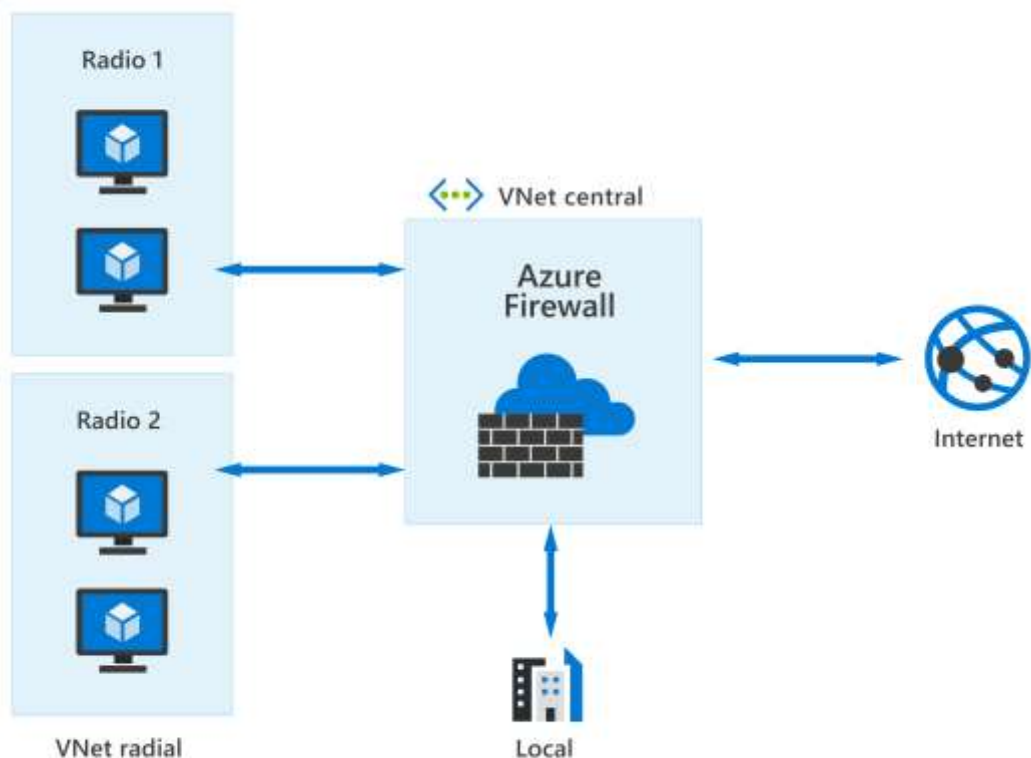 Radio 1
VNet central
Azure
Firewall
Radio 2
Internet
VNet radial
Local